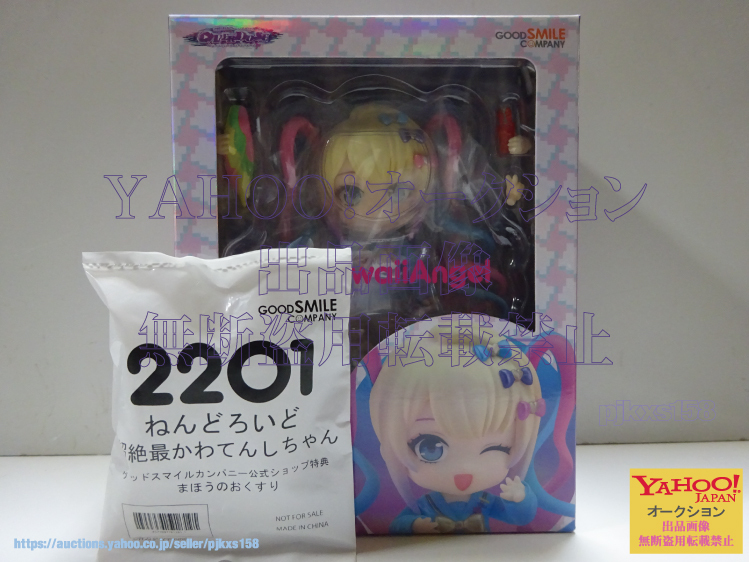 GOOD SMILE
COMPANY
YAHOO!オークション
出品画像
無断盗用転載禁止
waiiAngel
GOOD SMILE
COMPANY
2201
ねんどろいど
超絶最かわてんしちゃん
グッドスマイルカンパニー公式ショップ特典
まほうのおくすり
NOT FOR SALE
MADE IN CHINA
pjkxs158
https://auctions.yahoo.co.jp/seller/pjkxs158
YAHOO!
JAPAN
オークション
出品画像
無断盗用転載禁止